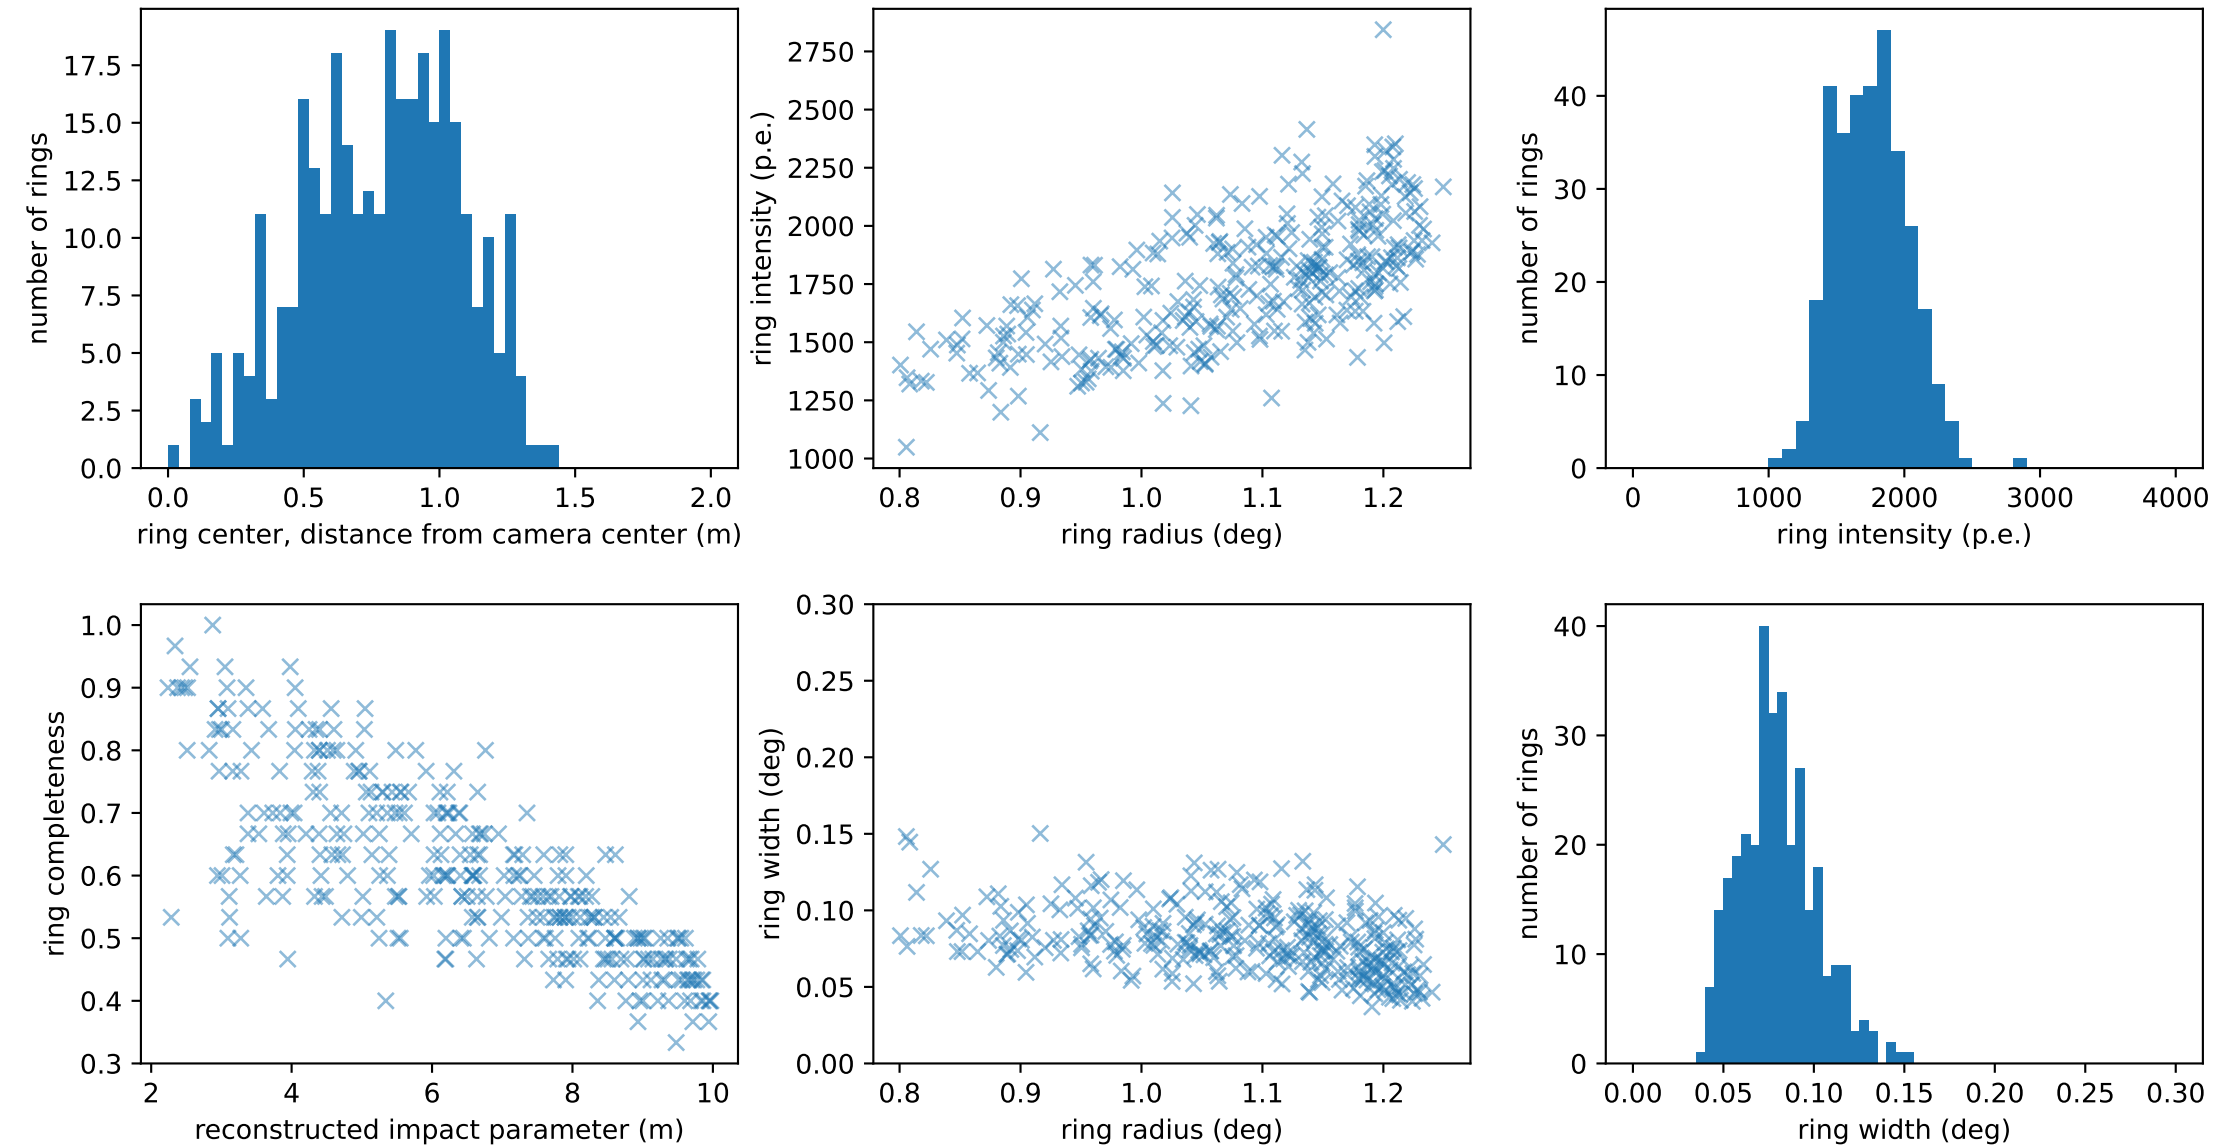 17.5
15.0
12.5
10.0
7.5
5.0
2.5
0.0
number of rings
0.0 0.5 1.0 1.5 2.0
ring center, distance from camera center (m)
2750
2500
2250
2000
1750
1500
1250
1000
ring intensity (p.e.)
0.8 0.9 1.0 1.1 1.2
ring radius (deg)
40
30
20
10
0
number of rings
0 1000 2000 3000 4000
ring intensity (p.e.)
1.0
0.9
0.8
0.7
0.6
0.5
0.4
0.3
ring completeness
2 4 6 8 10
reconstructed impact parameter (m)
0.30
0.25
0.20
0.15
0.10
0.05
0.00
ring width (deg)
0.8 0.9 1.0 1.1 1.2
ring radius (deg)
40
30
20
10
0
number of rings
0.00 0.05 0.10 0.15 0.20 0.25 0.30
ring width (deg)